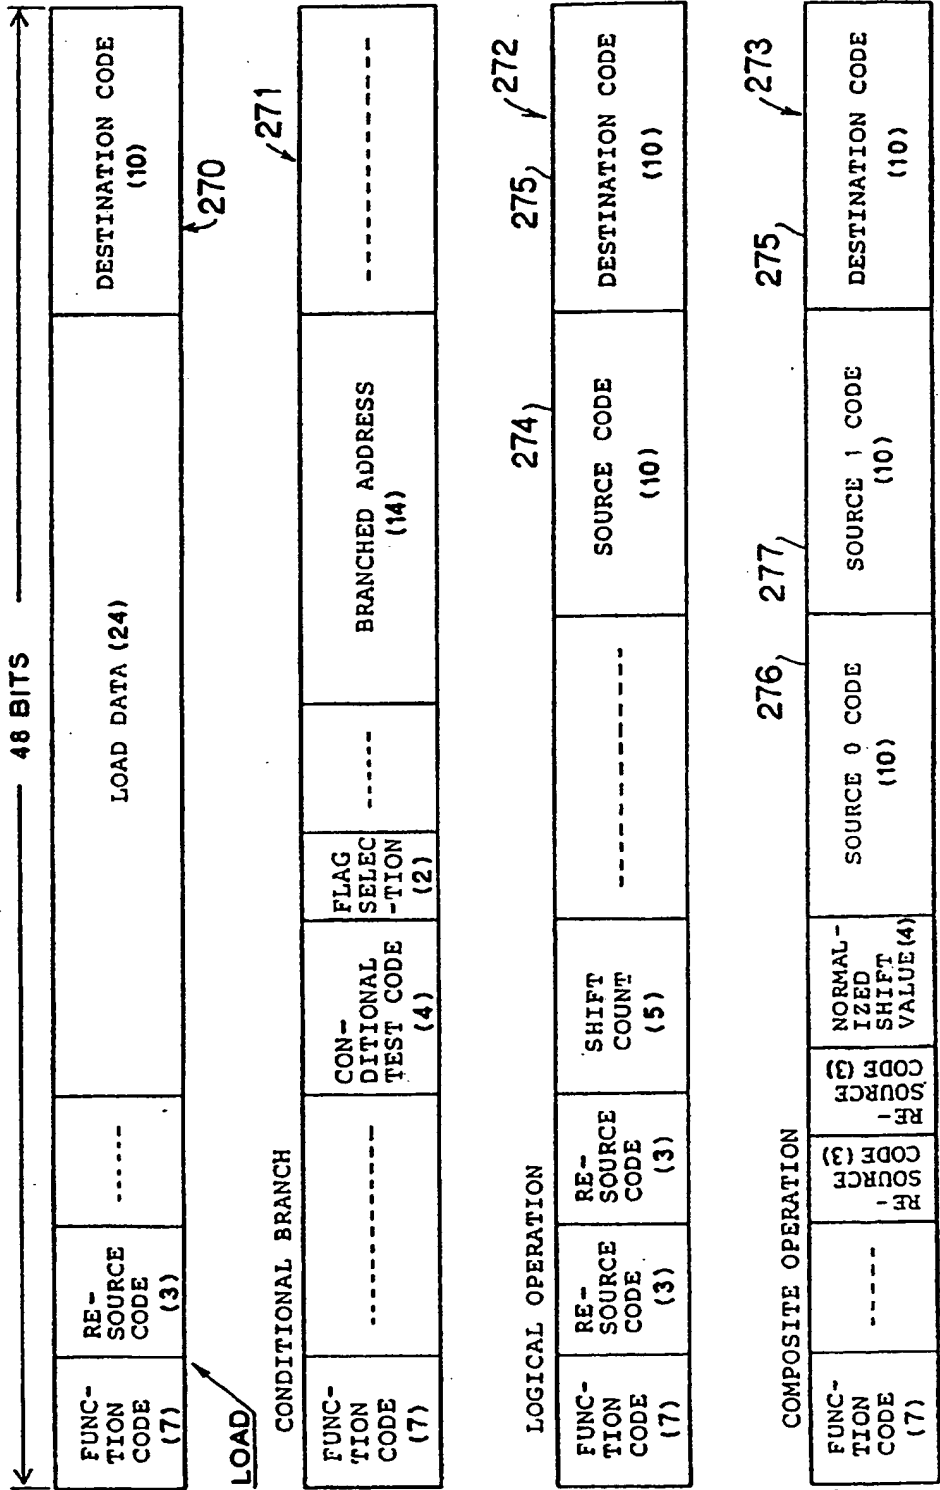 48 BITS
FUNC-
TION
CODE
(7)
RE-
SOURCE
CODE
(3)
------
LOAD DATA (24)
DESTINATION CODE
(10)
LOAD
270
CONDITIONAL BRANCH
271
FUNC-
TION
CODE
(7)
-------------
CON-
DITIONAL
TEST CODE
(4)
FLAG
SELEC
-TION
(2)
-----
BRANCHED ADDRESS
(14)
-------------
LOGICAL OPERATION
274
275
272
FUNC-
TION
CODE
(7)
RE-
SOURCE
CODE
(3)
RE-
SOURCE
CODE
(3)
SHIFT
COUNT
(5)
-------------
SOURCE CODE
(10)
DESTINATION CODE
(10)
COMPOSITE OPERATION
276
277
275
273
FUNC-
TION
CODE
(7)
-----
RE-
SOURCE
CODE (3)
RE-
SOURCE
CODE (3)
NORMAL-
IZED
SHIFT
VALUE(4)
SOURCE 0 CODE
(10)
SOURCE 1 CODE
(10)
DESTINATION CODE
(10)